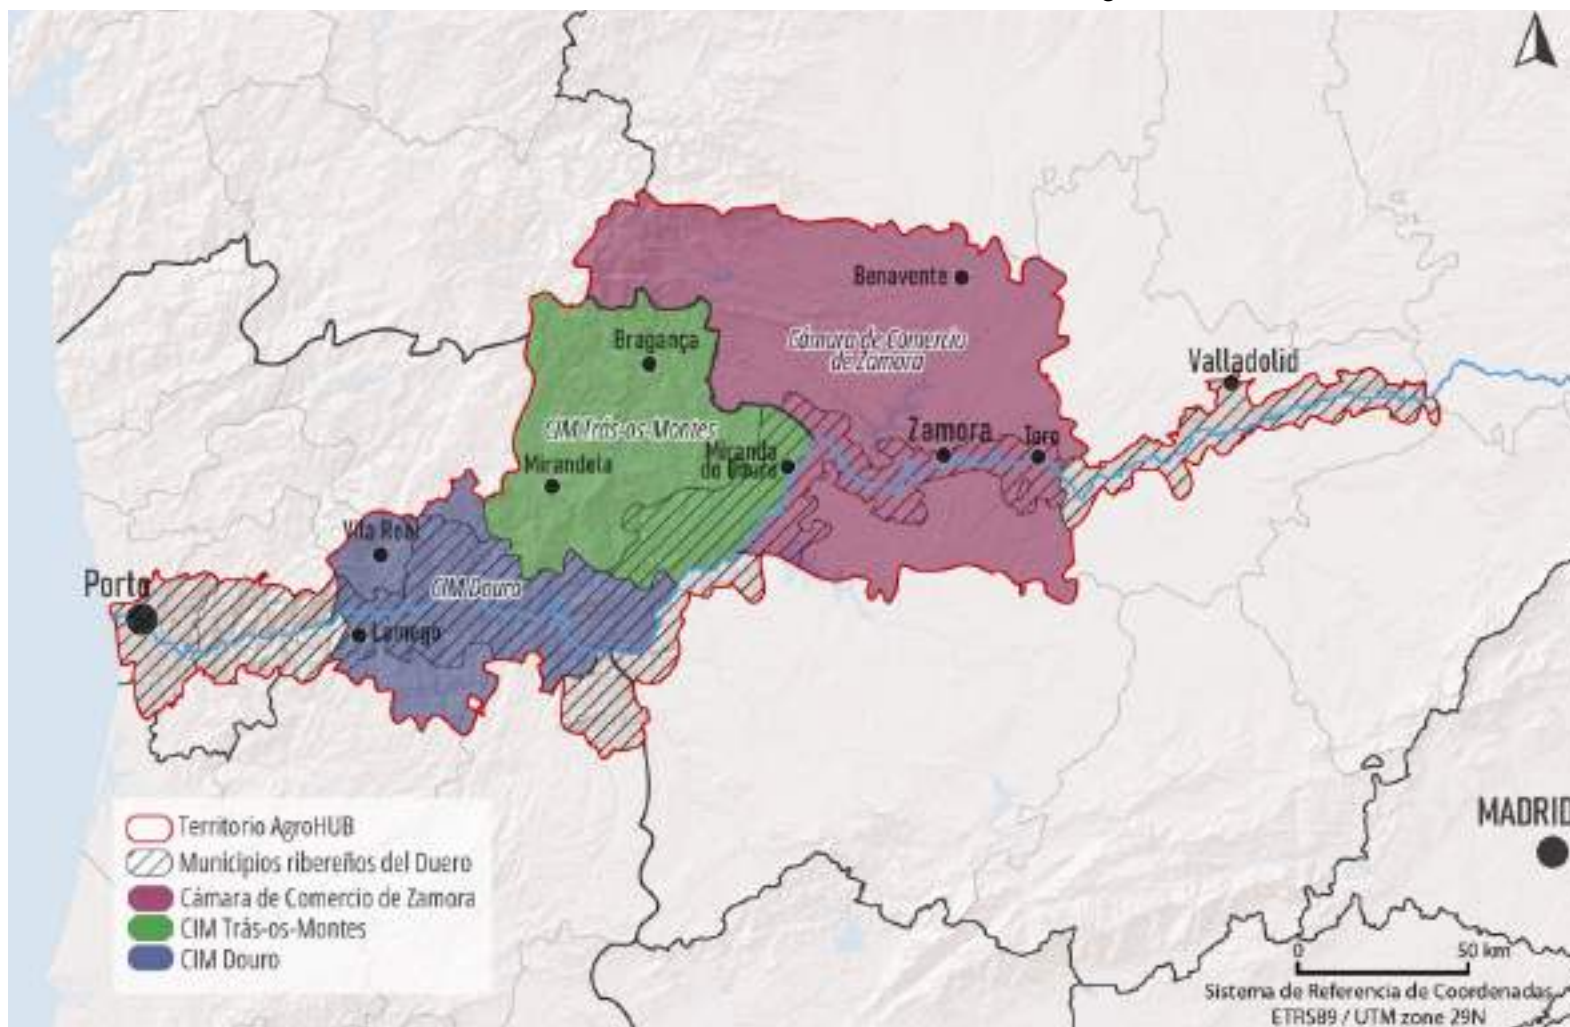 Benavente
Cámara de Comercio
de Zamora
Bragança
Valladolid
CIM Trás-os-Montes
Zamora
Toro
Miranda
do Douro
Mirandela
Vila Real
CIM Douro
Porto
Lamego
Territorio AgroHUB
Municipios ribereños del Duero
Cámara de Comercio de Zamora
CIM Trás-os-Montes
CIM Douro
MADRID
0 50 km
Sistema de Referencia de Coordenadas
ETRS89 / UTM zone 29N